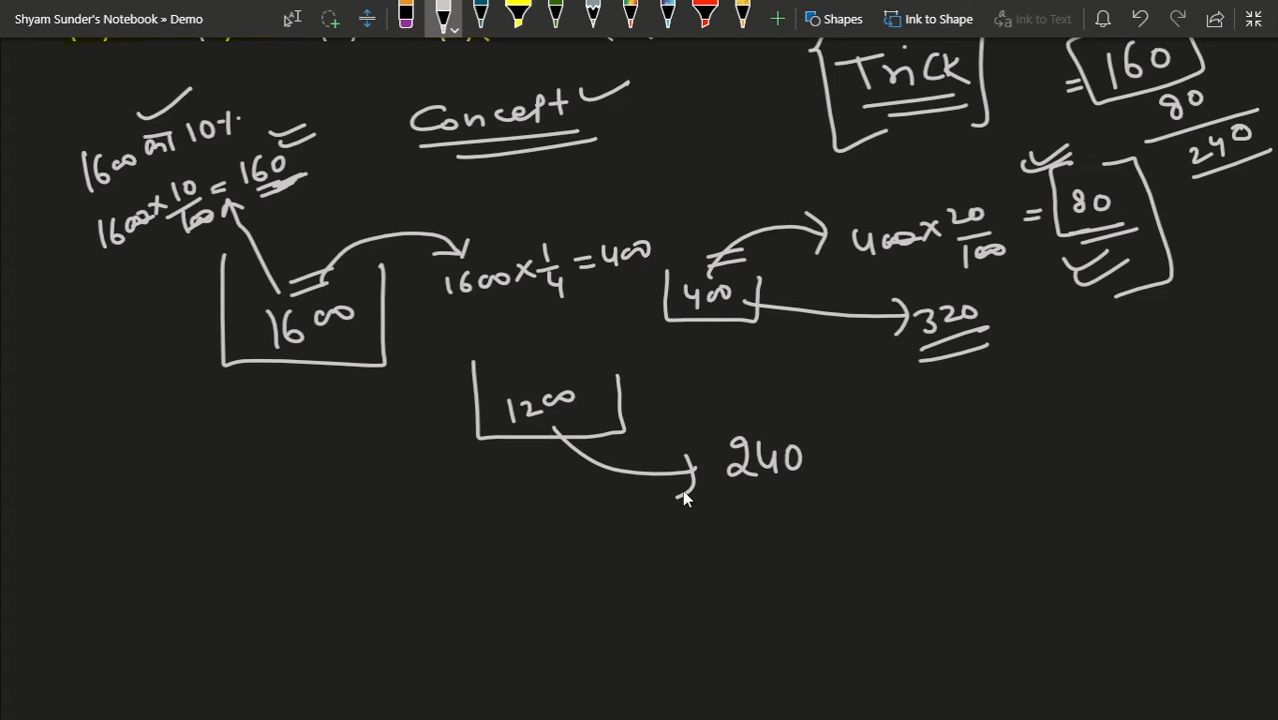 Shyam Sunder's Notebook » Demo
Shapes
Ink to Shape
Ink to Text
Trick
= 160
80
240
Concept
1600 का 10%
1600 × 10/100 = 160
1600
1600 × 1/4 = 400
400
400 × 20/100 = 80
320
1200
240